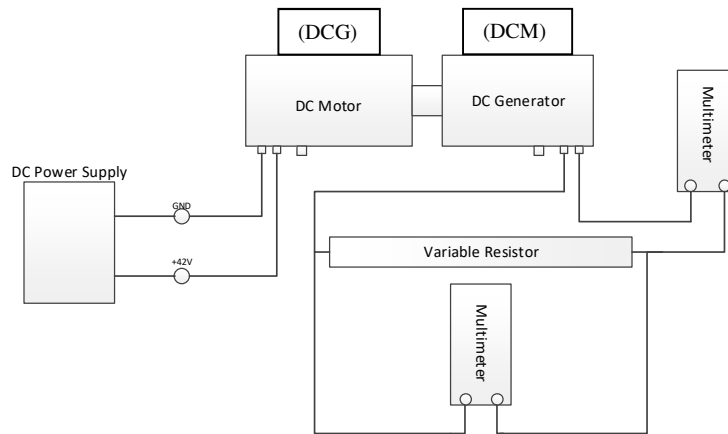 (DCG)
(DCM)
DC Motor
DC Generator
Multimeter
DC Power Supply
GND
+42V
Variable Resistor
Multimeter